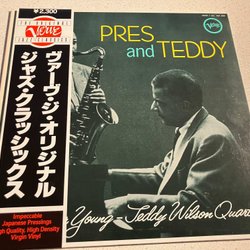 ¥2,300
THE ORIGINAL
Verve
JAZZ CLASSICS
ヴァーヴ・ジ・オリジナル
ジャズ・クラシックス
Impeccable
Japanese Pressings
High Quality, High Density
Virgin Vinyl
PRES
and TEDDY
Verve
Young - Teddy Wilson Quar